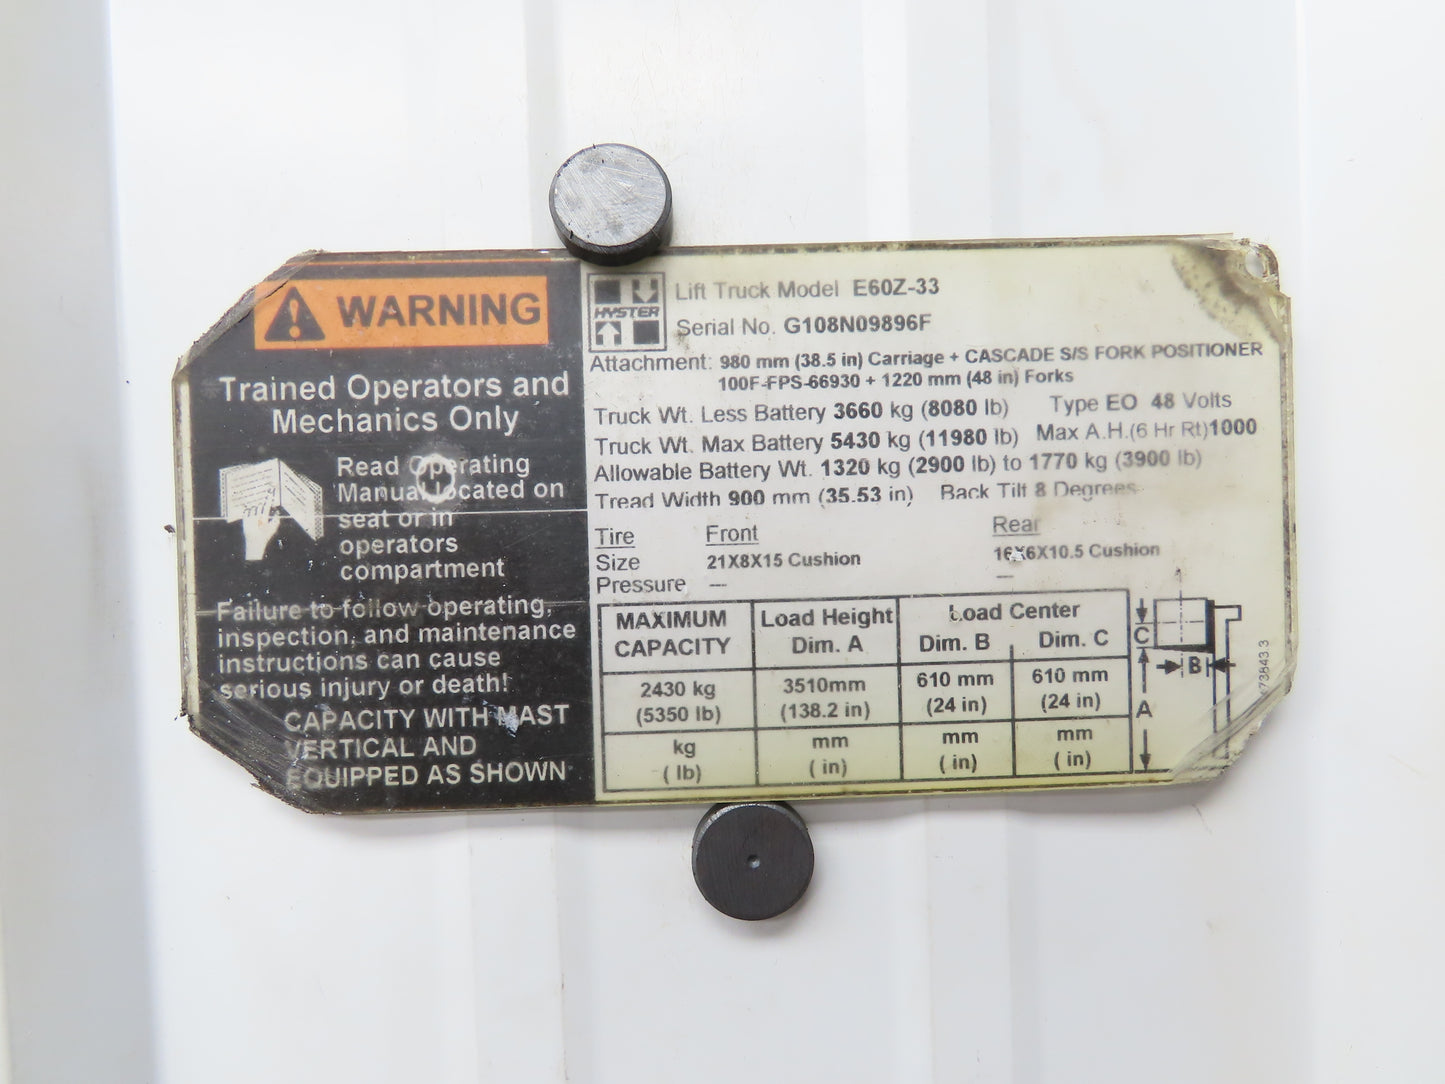 WARNING
Trained Operators and
Mechanics Only
Read Operating
Manual located on
seat or in
operators
compartment
Failure to follow operating,
inspection, and maintenance
instructions can cause
serious injury or death!
CAPACITY WITH MAST
VERTICAL AND
EQUIPPED AS SHOWN
HYSTER
Lift Truck Model E60Z-33
Serial No. G108N09896F
Attachment: 980 mm (38.5 in) Carriage + CASCADE S/S FORK POSITIONER
100F-FPS-66930 + 1220 mm (48 in) Forks
Truck Wt. Less Battery 3660 kg (8080 lb) Type EO 48 Volts
Truck Wt. Max Battery 5430 kg (11980 lb) Max A.H.(6 Hr Rt)1000
Allowable Battery Wt. 1320 kg (2900 lb) to 1770 kg (3900 lb)
Tread Width 900 mm (35.53 in) Back Tilt 8 Degrees
Tire Front Rear
Size 21X8X15 Cushion 16X6X10.5 Cushion
Pressure --- ---
MAXIMUM CAPACITY Load Height Dim. A Load Center Dim. B Dim. C
2430 kg 3510mm 610 mm 610 mm
(5350 lb) (138.2 in) (24 in) (24 in)
kg mm mm mm
( lb) ( in) ( in) ( in)
C
B
A
73843 3